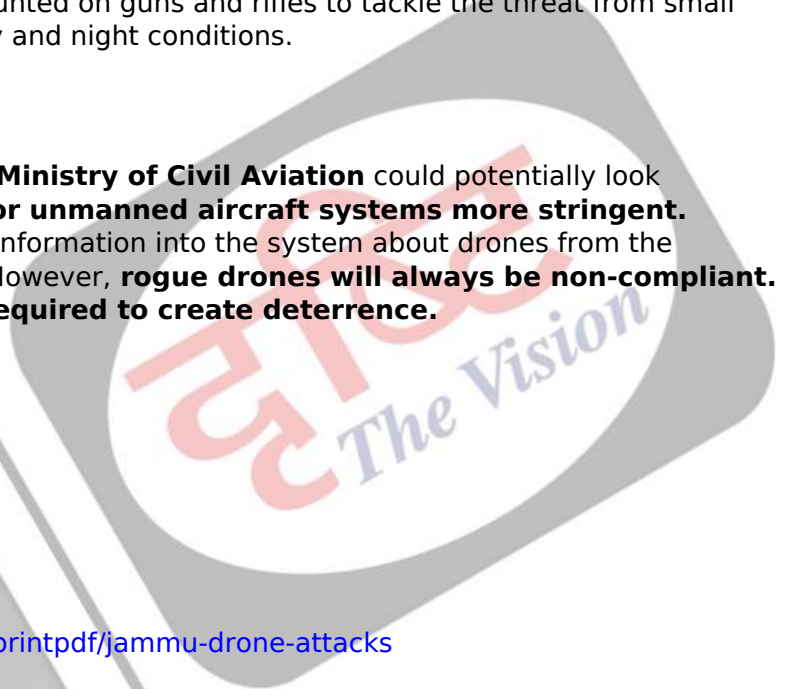 unted on guns and rifles to tackle the threat from small
and night conditions.
Ministry of Civil Aviation could potentially look
or unmanned aircraft systems more stringent.
information into the system about drones from the
However, rogue drones will always be non-compliant.
equired to create deterrence.
दृष्टि
The Vision
printpdf/jammu-drone-attacks